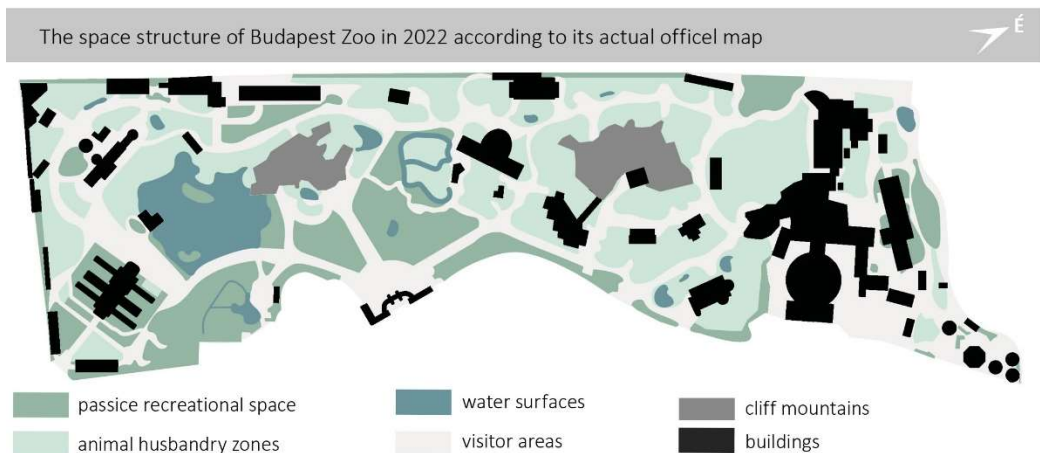 The space structure of Budapest Zoo in 2022 according to its actual officel map
É
passice recreational space
water surfaces
cliff mountains
animal husbandry zones
visitor areas
buildings